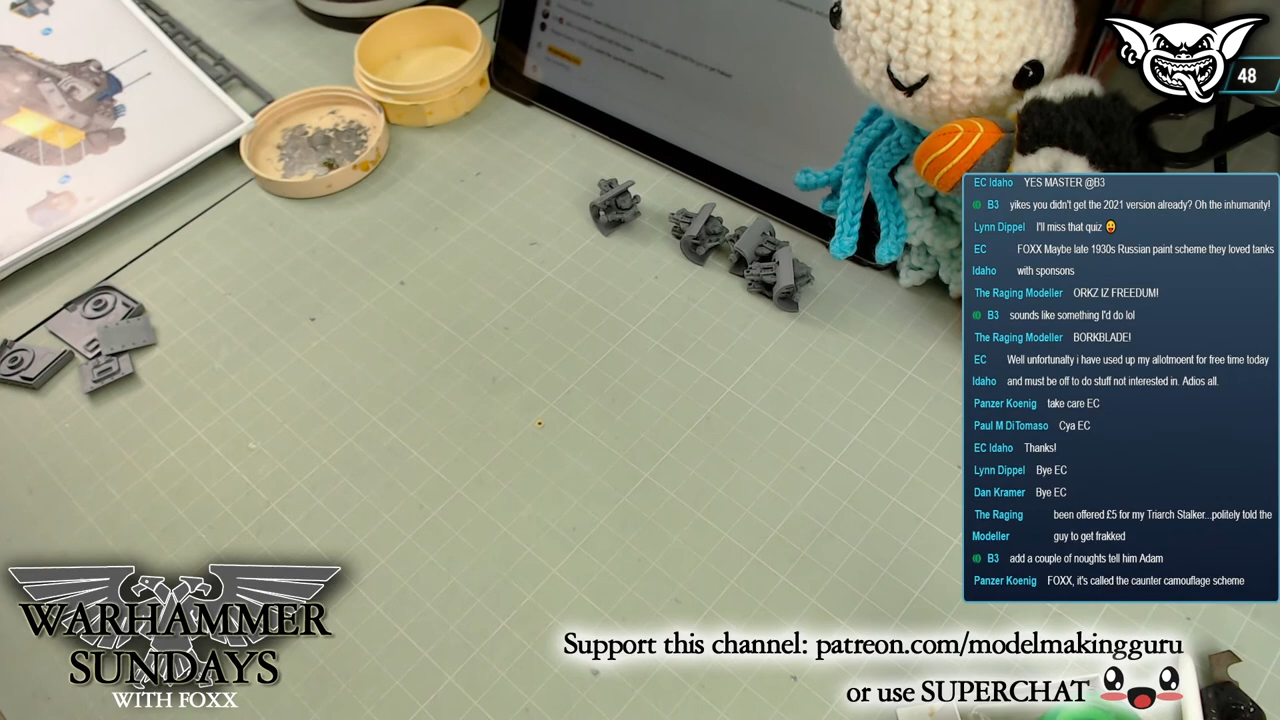 48
EC Idaho YES MASTER @B3
B3 yikes you didn't get the 2021 version already? Oh the inhumanity!
Lynn Dippel I'll miss that quiz
EC FOXX Maybe late 1930s Russian paint scheme they loved tanks
Idaho with sponsons
The Raging Modeller ORKZ IZ FREEDUM!
B3 sounds like something I'd do lol
The Raging Modeller BORKBLADE!
EC Well unfortunalty i have used up my allotmoent for free time today
Idaho and must be off to do stuff not interested in. Adios all.
Panzer Koenig take care EC
Paul M DiTomaso Cya EC
EC Idaho Thanks!
Lynn Dippel Bye EC
Dan Kramer Bye EC
The Raging been offered £5 for my Triarch Stalker...politely told the
Modeller guy to get frakked
B3 add a couple of noughts tell him Adam
Panzer Koenig FOXX, it's called the caunter camouflage scheme
WARHAMMER
SUNDAYS
WITH FOXX
Support this channel: patreon.com/modelmakingguru
or use SUPERCHAT